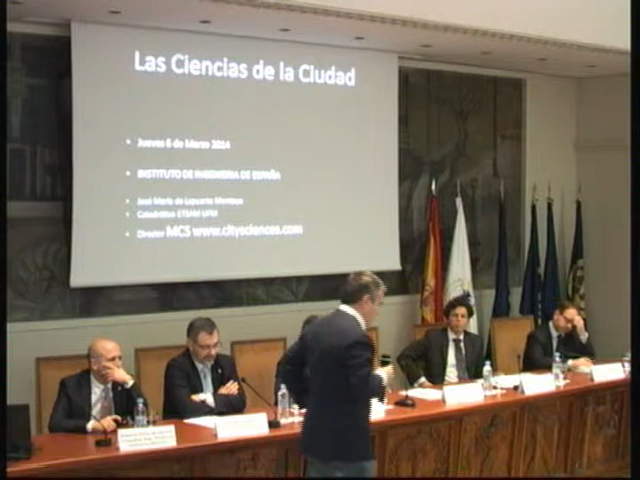 Las Ciencias de la Ciudad
• Jueves 6 de Marzo 2014
• INSTITUTO DE INGENIERIA DE ESPAÑA
• José María de Lapuerta Montoya
• Catedrático ETSAM UPM
• Director MCS www.citysciences.com